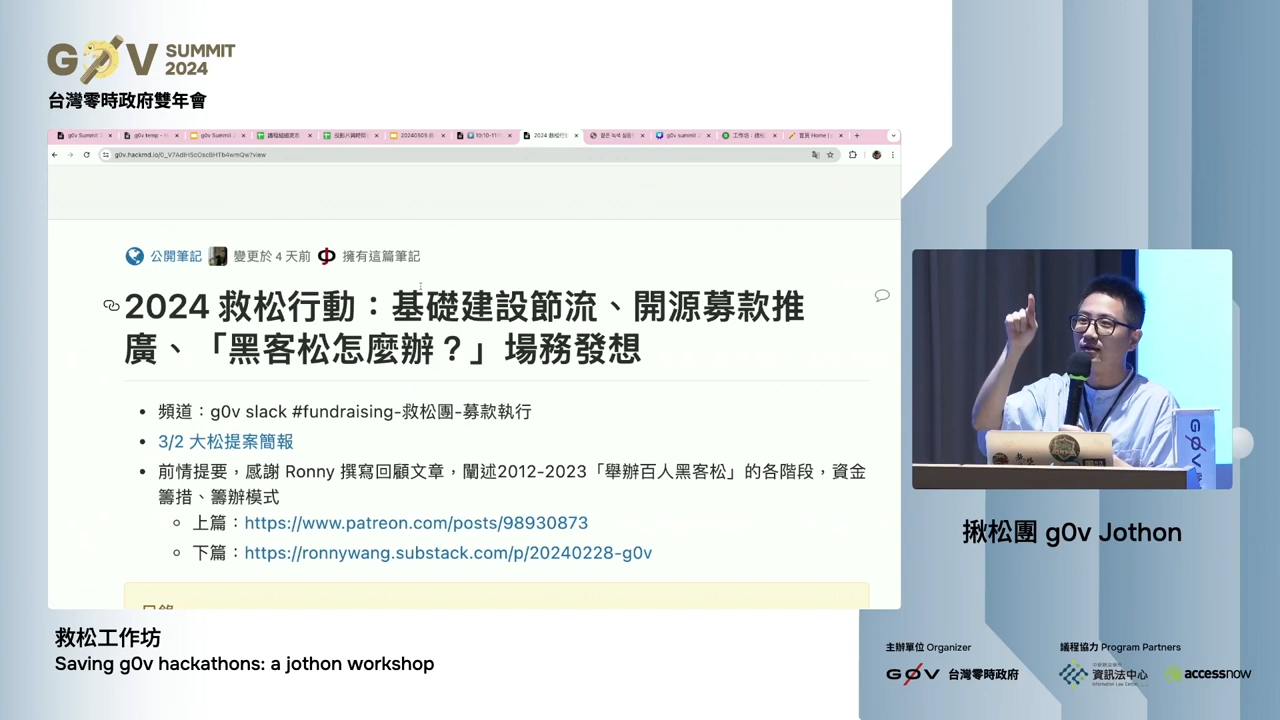 G0V SUMMIT 2024
台灣零時政府雙年會
g0v.hackmd.io/0_V7AdIHScOscBHTb4wmQw?view
公開筆記 變更於 4 天前 擁有這篇筆記
2024 救松行動：基礎建設節流、開源募款推
廣、「黑客松怎麼辦？」場務發想
頻道：g0v slack #fundraising-救松團-募款執行
3/2 大松提案簡報
前情提要，感謝 Ronny 撰寫回顧文章，闡述2012-2023「舉辦百人黑客松」的各階段，資金
籌措、籌辦模式
上篇：https://www.patreon.com/posts/98930873
下篇：https://ronnywang.substack.com/p/20240228-g0v
揪松團 g0v Jothon
救松工作坊
Saving g0v hackathons: a jothon workshop
主辦單位 Organizer
G0V 台灣零時政府
議程協力 Program Partners
資訊法中心
Information Law Center
accessnow